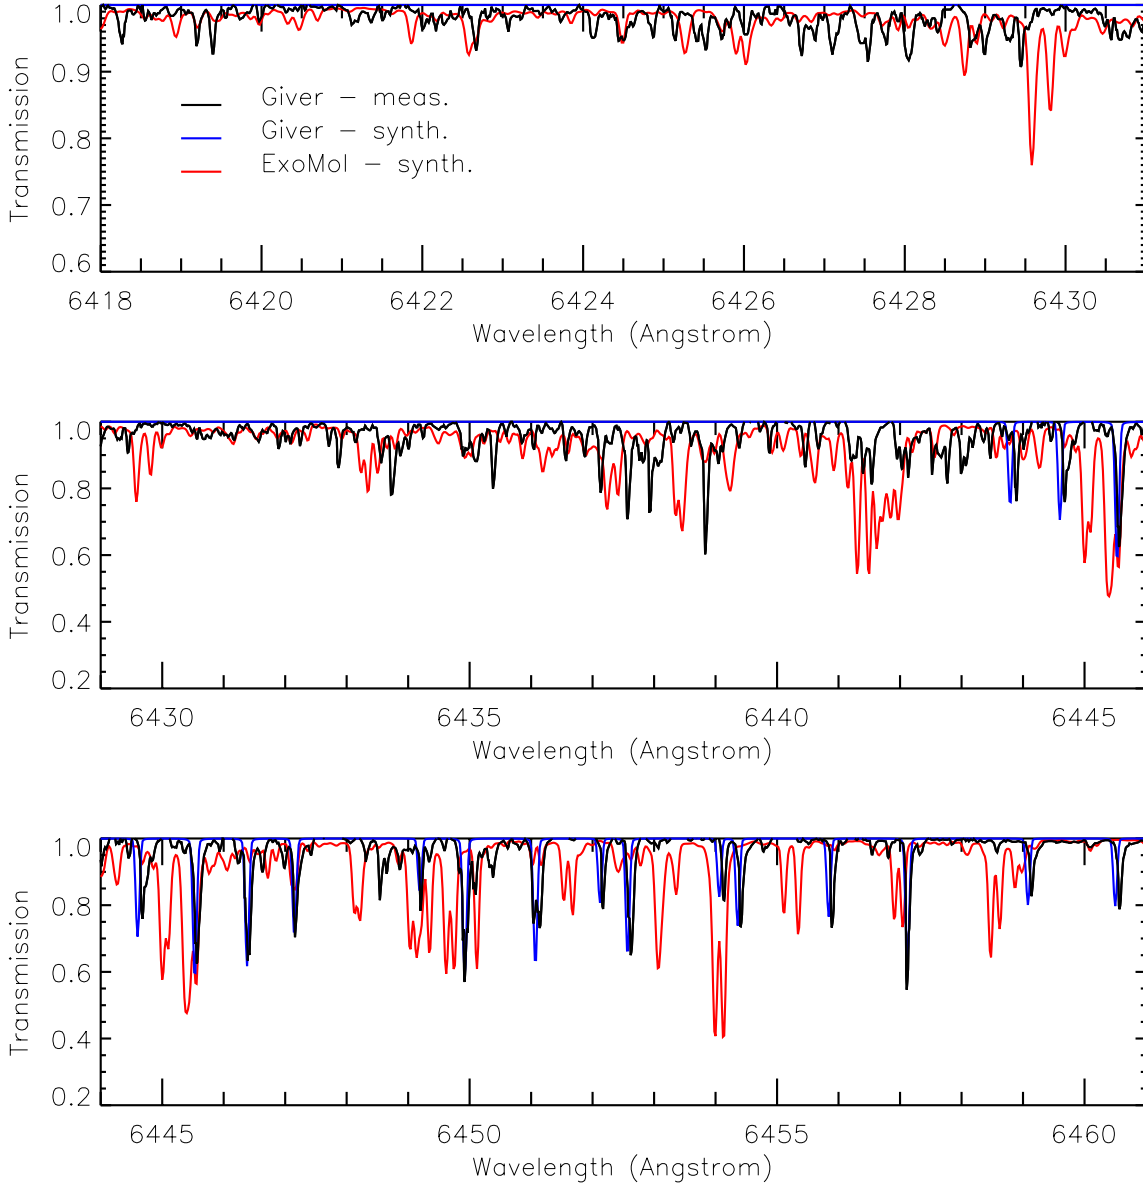 1.0
0.9
0.8
0.7
0.6
Transmission
Giver – meas.
Giver – synth.
ExoMol – synth.
6418 6420 6422 6424 6426 6428 6430
Wavelength (Angstrom)
1.0
0.8
0.6
0.4
0.2
Transmission
6430 6435 6440 6445
Wavelength (Angstrom)
1.0
0.8
0.6
0.4
0.2
Transmission
6445 6450 6455 6460
Wavelength (Angstrom)